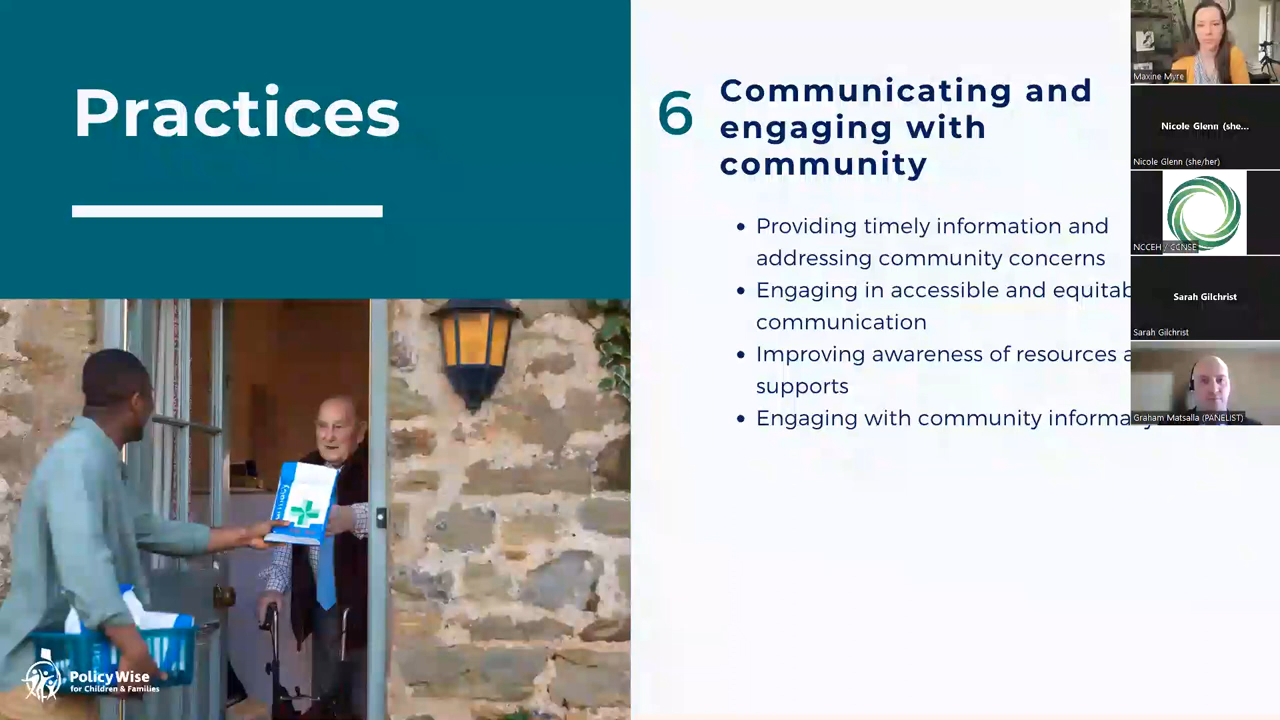 Practices
6
Communicating and
engaging with
community
Providing timely information and
addressing community concerns
Engaging in accessible and equitab
communication
Improving awareness of resources a
supports
Engaging with community informa
PolicyWise
for Children & Families
Maxine Myre
Nicole Glenn (she...
Nicole Glenn (she/her)
NCCEH / CCNSE
Sarah Gilchrist
Sarah Gilchrist
Graham Matsalla (PANELIST)